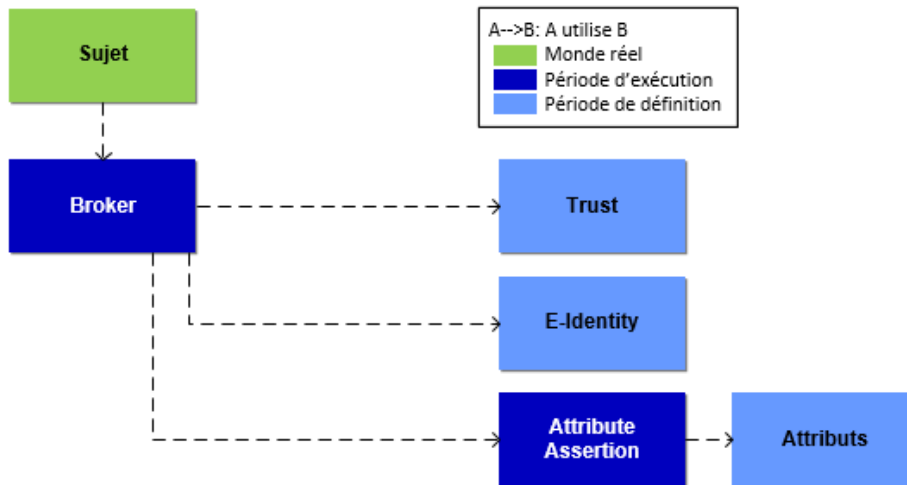 Sujet
A-->B: A utilise B
Monde réel
Période d'exécution
Période de définition
Broker
Trust
E-Identity
Attribute
Assertion
Attributs